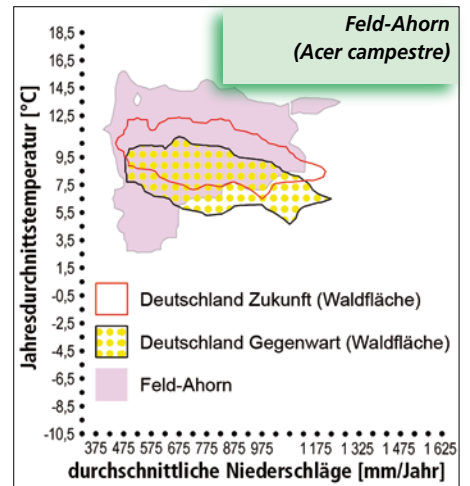 Feld-Ahorn
(Acer campestre)
Jahresdurchschnittstemperatur [°C]
18,5
16,5
14,5
12,5
9,5
7,5
5,5
3,5
1,5
-0,5
-2,5
-4,5
-6,5
-8,5
-10,5
Deutschland Zukunft (Waldfläche)
Deutschland Gegenwart (Waldfläche)
Feld-Ahorn
375 475 575 675 775 875 975 1 175 1 325 1 475 1 625
durchschnittliche Niederschläge [mm/Jahr]